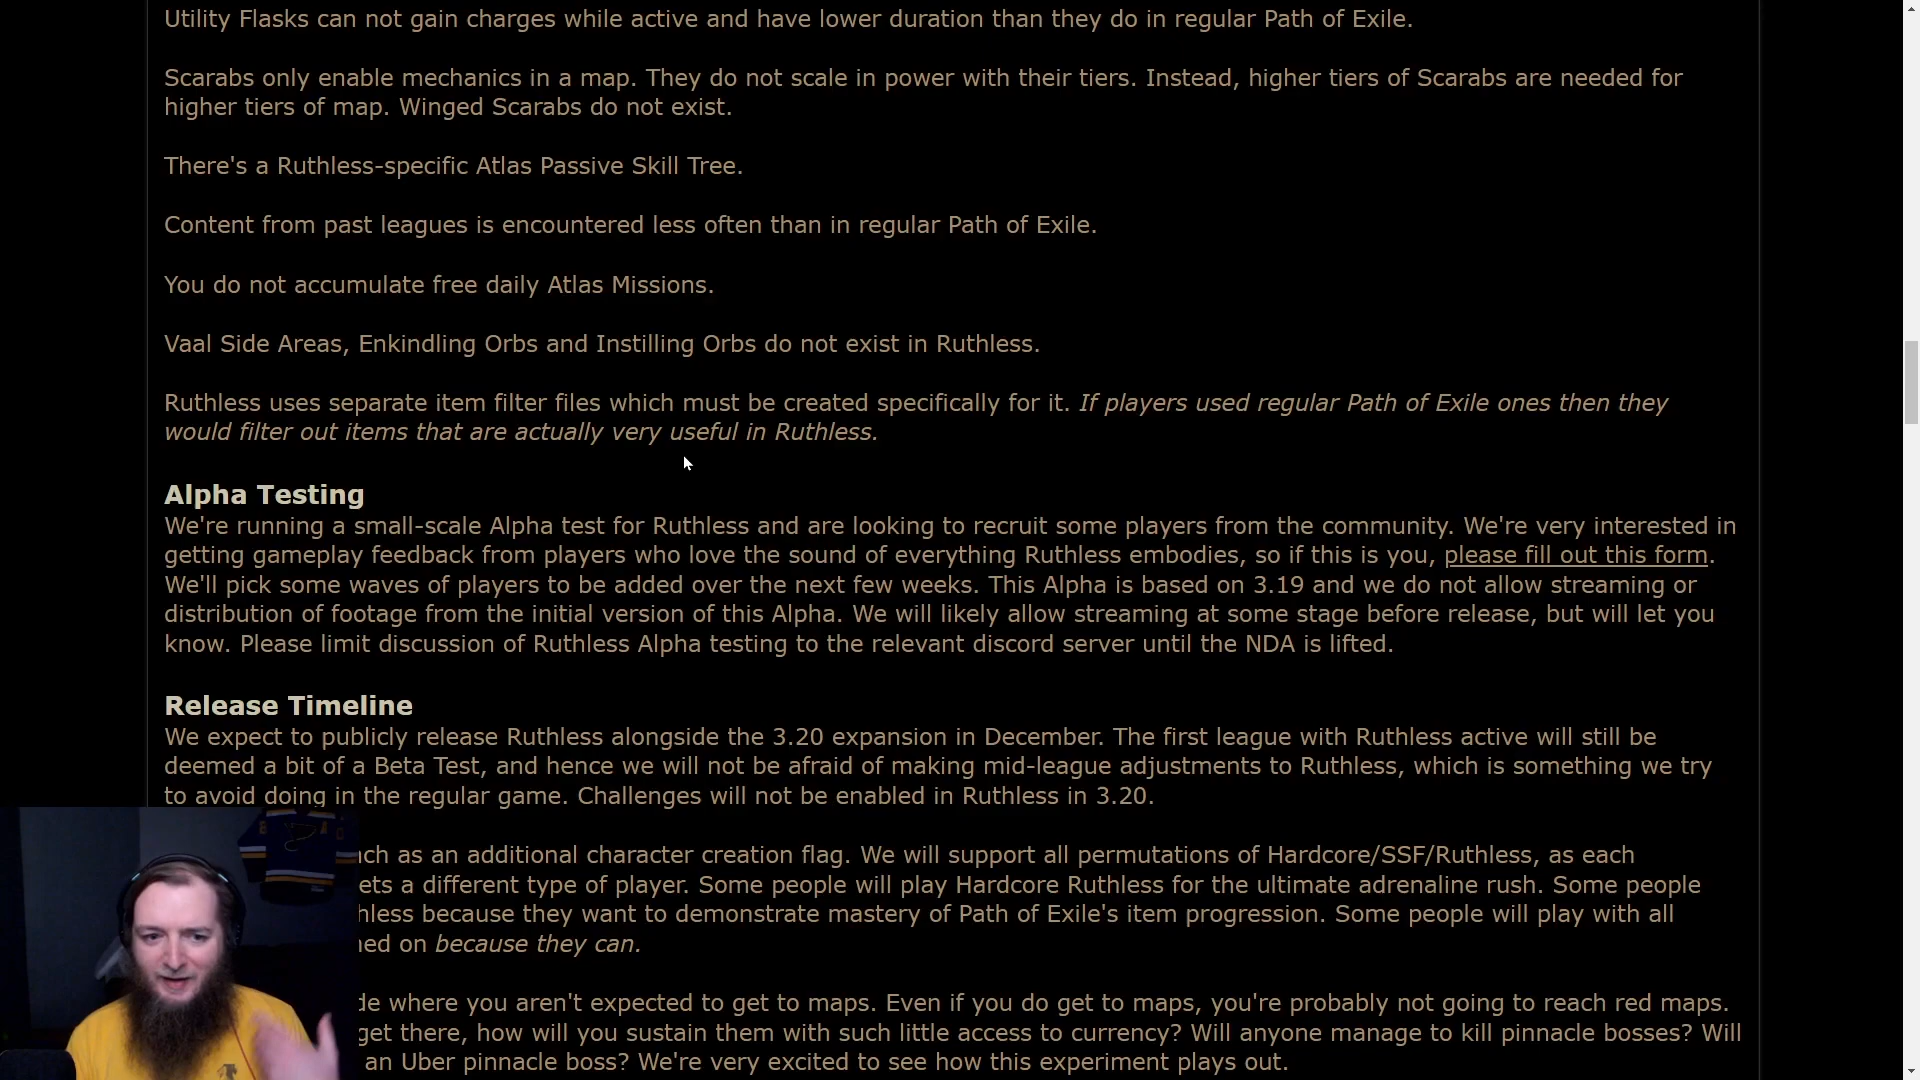 Utility Flasks can not gain charges while active and have lower duration than they do in regular Path of Exile.
Scarabs only enable mechanics in a map. They do not scale in power with their tiers. Instead, higher tiers of Scarabs are needed for
higher tiers of map. Winged Scarabs do not exist.
There's a Ruthless-specific Atlas Passive Skill Tree.
Content from past leagues is encountered less often than in regular Path of Exile.
You do not accumulate free daily Atlas Missions.
Vaal Side Areas, Enkindling Orbs and Instilling Orbs do not exist in Ruthless.
Ruthless uses separate item filter files which must be created specifically for it. If players used regular Path of Exile ones then they
would filter out items that are actually very useful in Ruthless.
Alpha Testing
We're running a small-scale Alpha test for Ruthless and are looking to recruit some players from the community. We're very interested in
getting gameplay feedback from players who love the sound of everything Ruthless embodies, so if this is you, please fill out this form.
We'll pick some waves of players to be added over the next few weeks. This Alpha is based on 3.19 and we do not allow streaming or
distribution of footage from the initial version of this Alpha. We will likely allow streaming at some stage before release, but will let you
know. Please limit discussion of Ruthless Alpha testing to the relevant discord server until the NDA is lifted.
Release Timeline
We expect to publicly release Ruthless alongside the 3.20 expansion in December. The first league with Ruthless active will still be
deemed a bit of a Beta Test, and hence we will not be afraid of making mid-league adjustments to Ruthless, which is something we try
to avoid doing in the regular game. Challenges will not be enabled in Ruthless in 3.20.
as an additional character creation flag. We will support all permutations of Hardcore/SSF/Ruthless, as each
a different type of player. Some people will play Hardcore Ruthless for the ultimate adrenaline rush. Some people
because they want to demonstrate mastery of Path of Exile's item progression. Some people will play with all
on because they can.
where you aren't expected to get to maps. Even if you do get to maps, you're probably not going to reach red maps.
get there, how will you sustain them with such little access to currency? Will anyone manage to kill pinnacle bosses? Will
an Uber pinnacle boss? We're very excited to see how this experiment plays out.